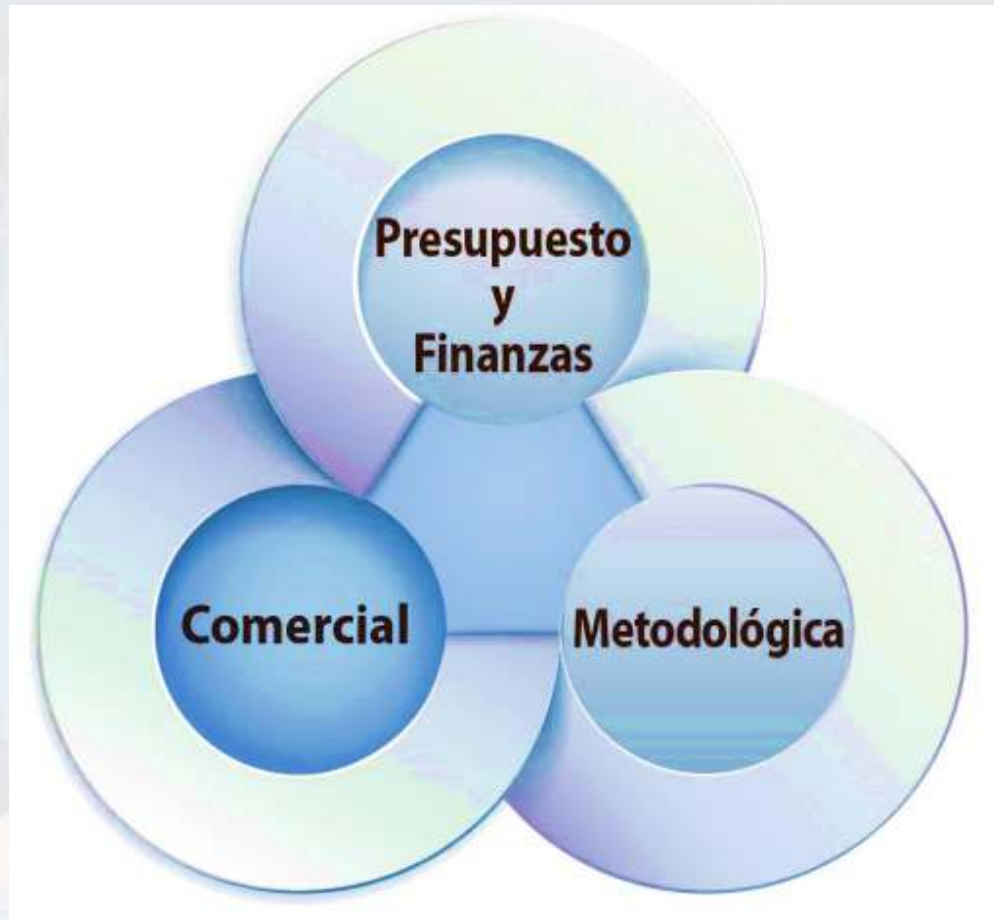 Presupuesto
y
Finanzas
Comercial
Metodológica